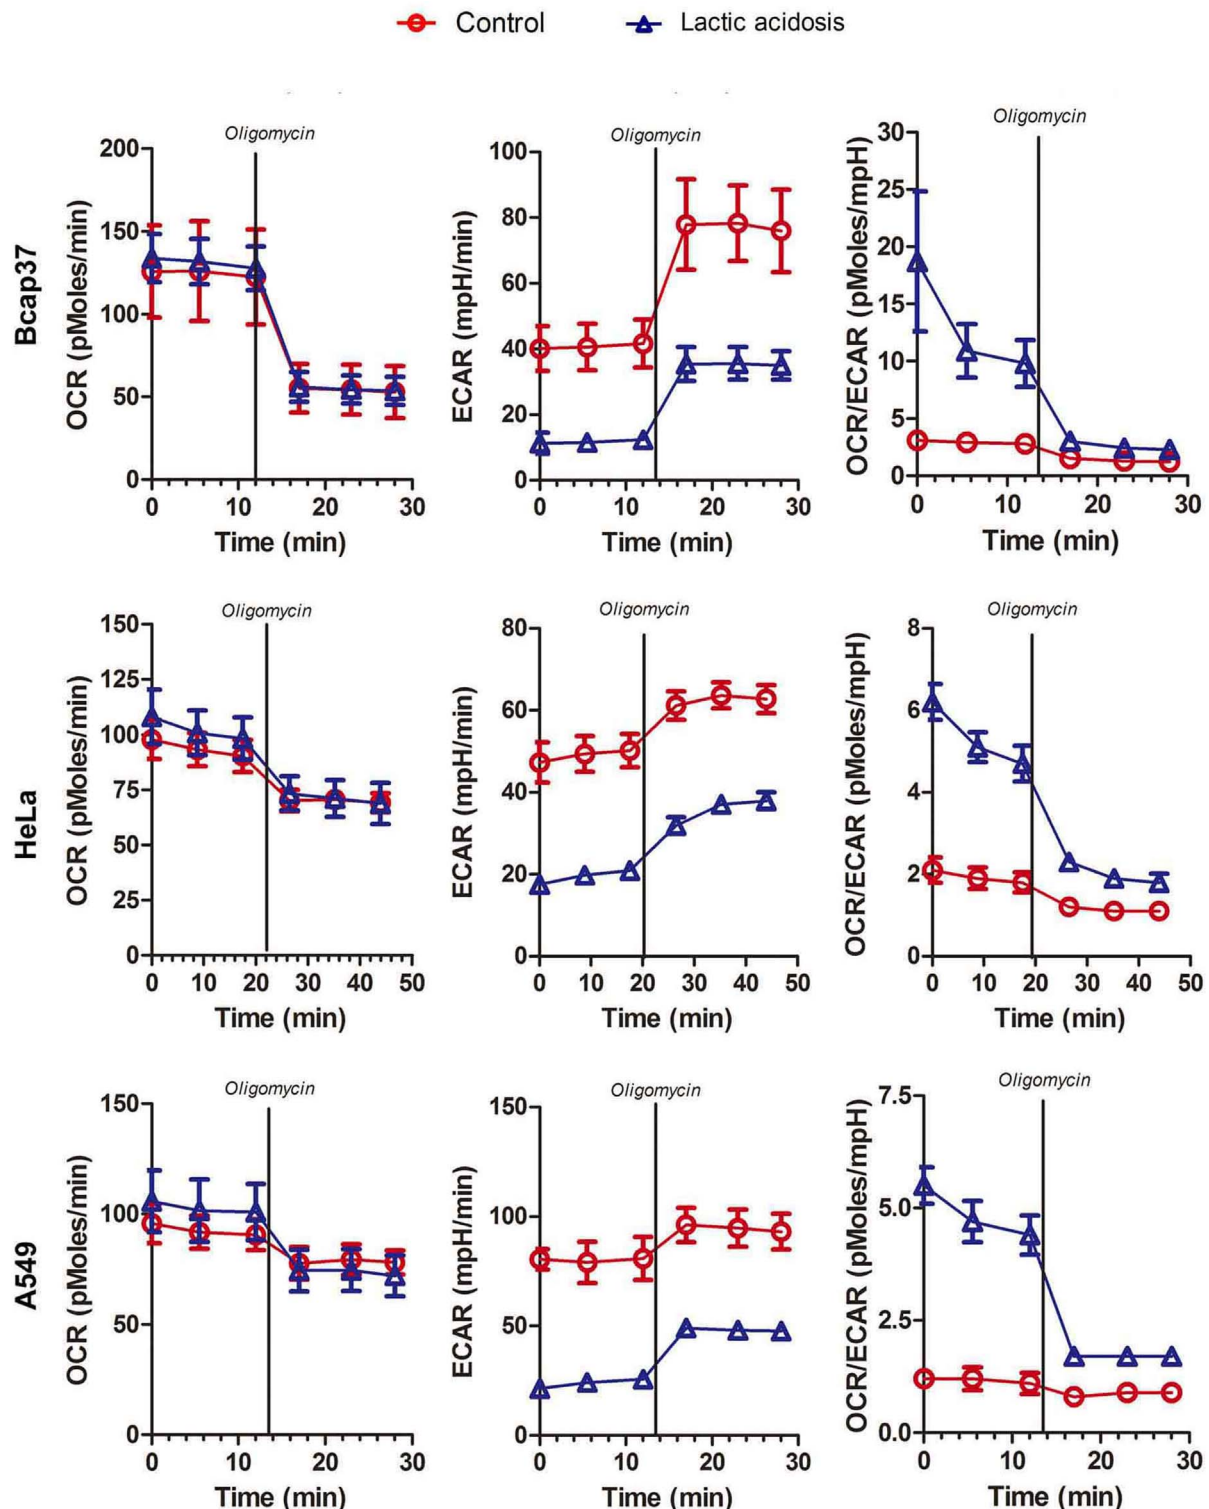 Control Lactic acidosis
Bcap37
Oligomycin
OCR (pMoles/min)
200
150
100
50
0
0 10 20 30
Time (min)
Oligomycin
ECAR (mpH/min)
100
80
60
40
20
0
0 10 20 30
Time (min)
Oligomycin
OCR/ECAR (pMoles/mpH)
30
25
20
15
10
5
0
0 10 20 30
Time (min)
HeLa
Oligomycin
OCR (pMoles/min)
150
125
100
75
50
25
0
0 10 20 30 40 50
Time (min)
Oligomycin
ECAR (mpH/min)
80
60
40
20
0
0 10 20 30 40 50
Time (min)
Oligomycin
OCR/ECAR (pMoles/mpH)
8
6
4
2
0
0 10 20 30 40 50
Time (min)
A549
Oligomycin
OCR (pMoles/min)
150
100
50
0
0 10 20 30
Time (min)
Oligomycin
ECAR (mpH/min)
150
100
50
0
0 10 20 30
Time (min)
Oligomycin
OCR/ECAR (pMoles/mpH)
7.5
5.0
2.5
0.0
0 10 20 30
Time (min)